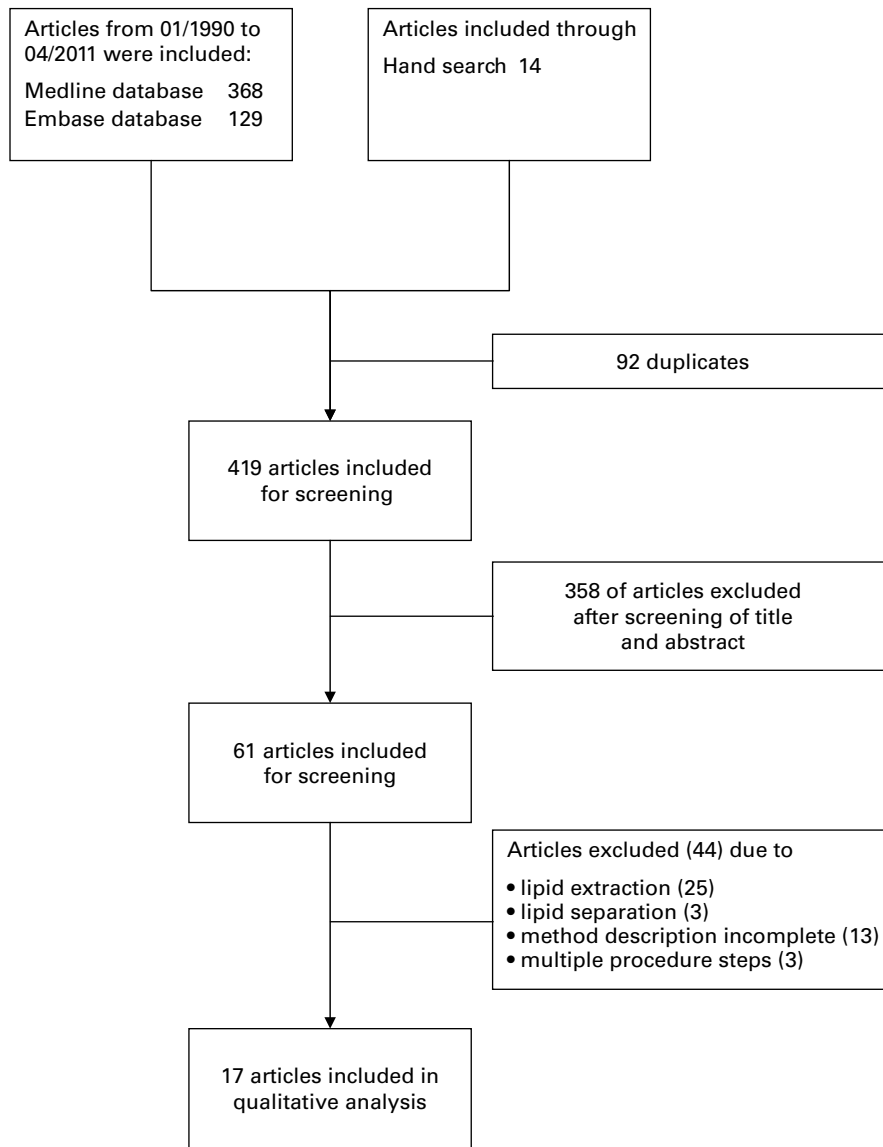 Articles from 01/1990 to
04/2011 were included:
Medline database 368
Embase database 129
Articles included through
Hand search 14
92 duplicates
419 articles included
for screening
358 of articles excluded
after screening of title
and abstract
61 articles included
for screening
Articles excluded (44) due to
• lipid extraction (25)
• lipid separation (3)
• method description incomplete (13)
• multiple procedure steps (3)
17 articles included in
qualitative analysis